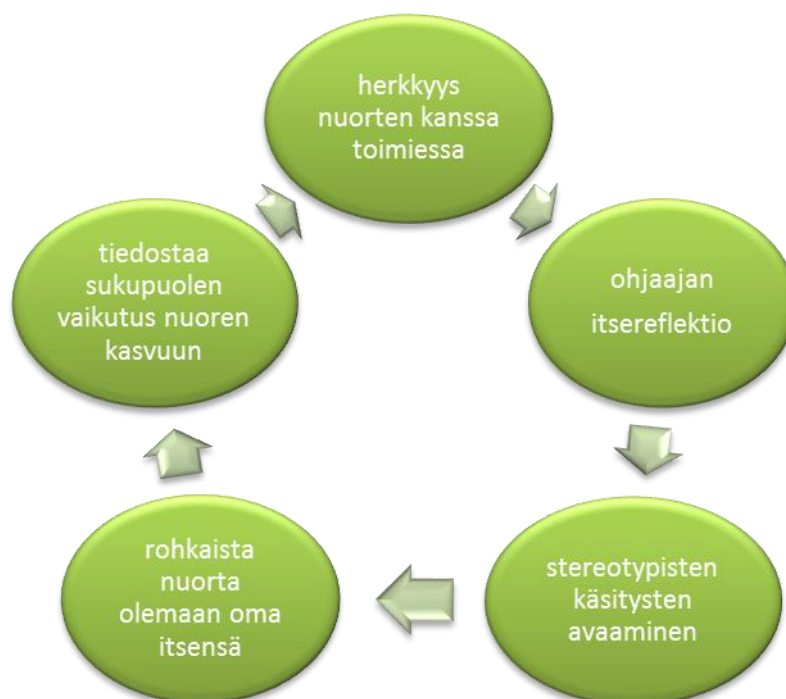 herkkyys
nuorten kanssa
toimiessa
ohjaajan
itsereflektio
stereotypisten
käsitysten
avaaminen
rohkaista
nuorta
olemaan oma
itsensä
tiedostaa
sukupuolen
vaikutus nuoren
kasvuun